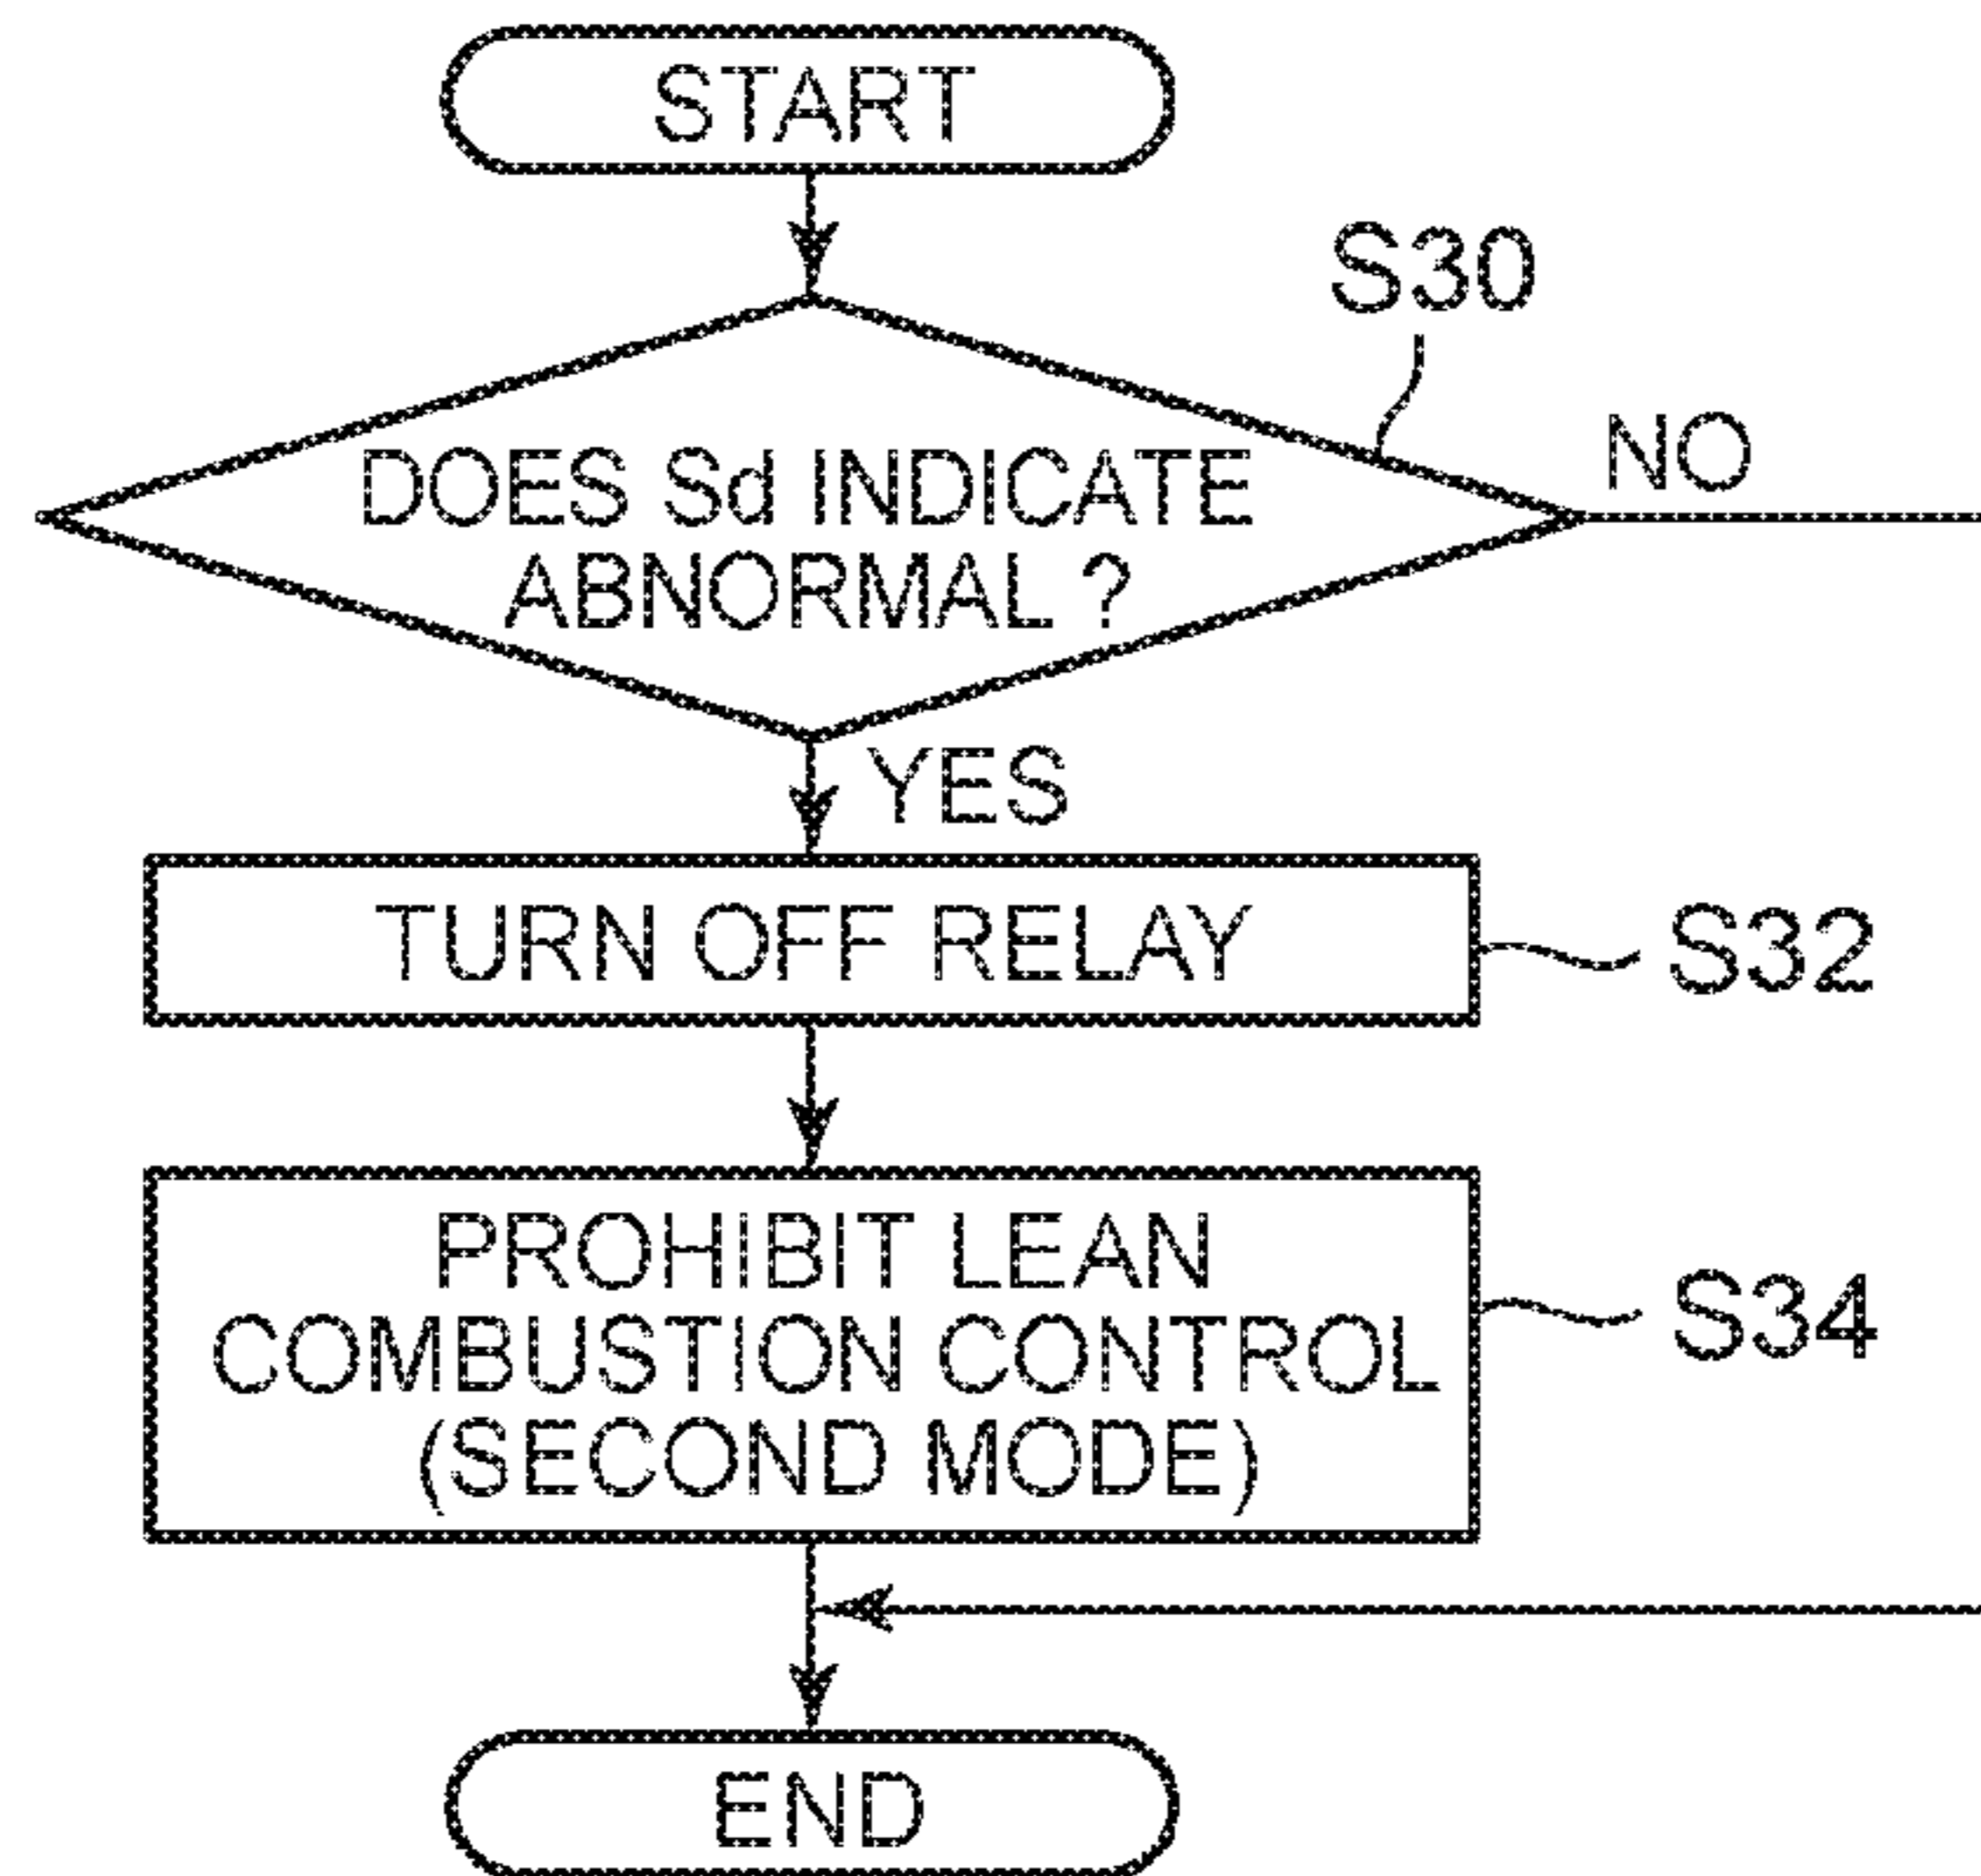 START
S30
NO
DOES Sd INDICATE
ABNORMAL ?
YES
TURN OFF RELAY
S32
PROHIBIT LEAN
COMBUSTION CONTROL
(SECOND MODE)
S34
END